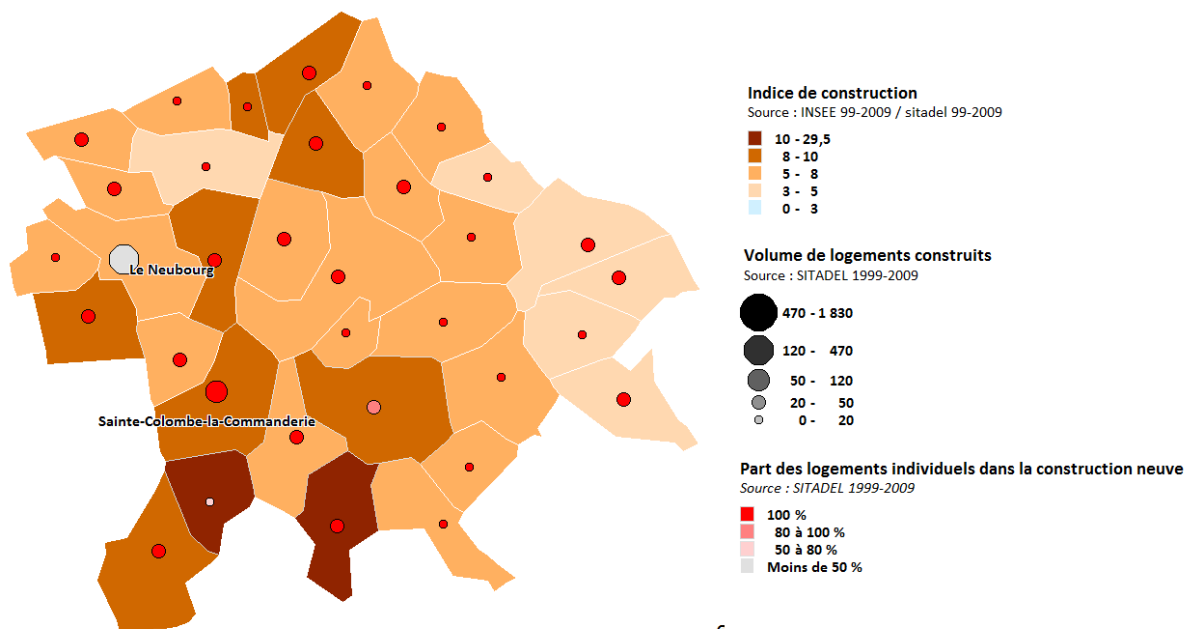 Le Neubourg
Sainte-Colombe-la-Commanderie
Indice de construction
Source : INSEE 99-2009 / sitadel 99-2009
10 - 29,5
8 - 10
5 - 8
3 - 5
0 - 3
Volume de logements construits
Source : SITADEL 1999-2009
470 - 1 830
120 - 470
50 - 120
20 - 50
0 - 20
Part des logements individuels dans la construction neuve
Source : SITADEL 1999-2009
100 %
80 à 100 %
50 à 80 %
Moins de 50 %